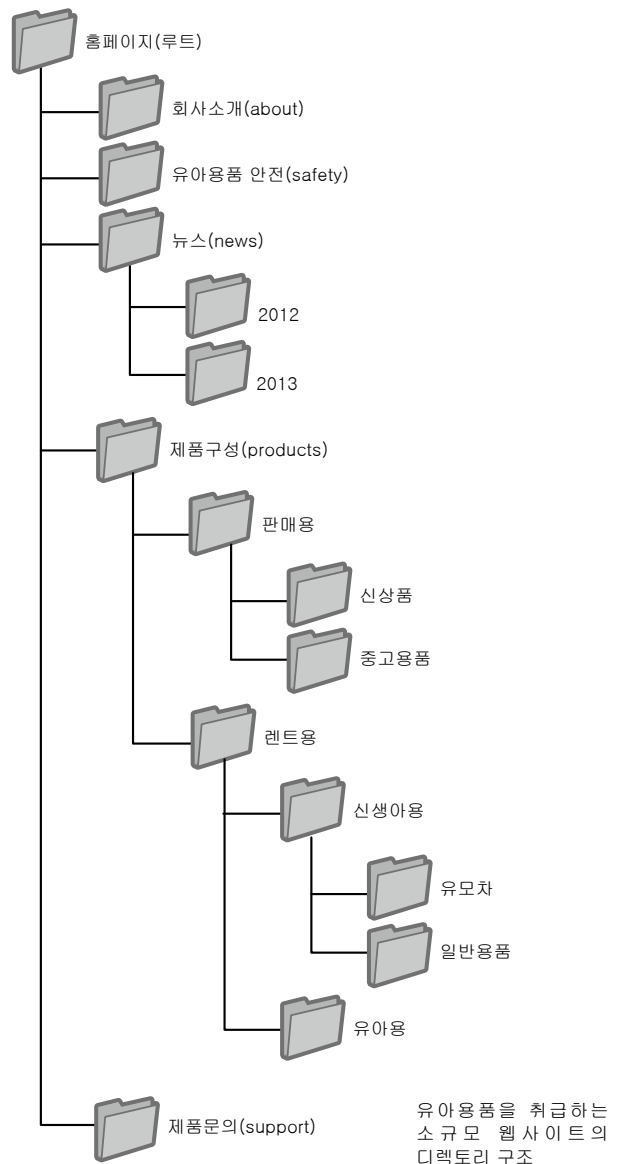 홈페이지(루트)
회사소개(about)
유아용품 안전(safety)
뉴스(news)
2012
2013
제품구성(products)
판매용
신상품
중고용품
렌트용
신생아용
유모차
일반용품
유아용
제품문의(support)
유아용품을 취급하는
소규모 웹사이트의
디렉토리 구조